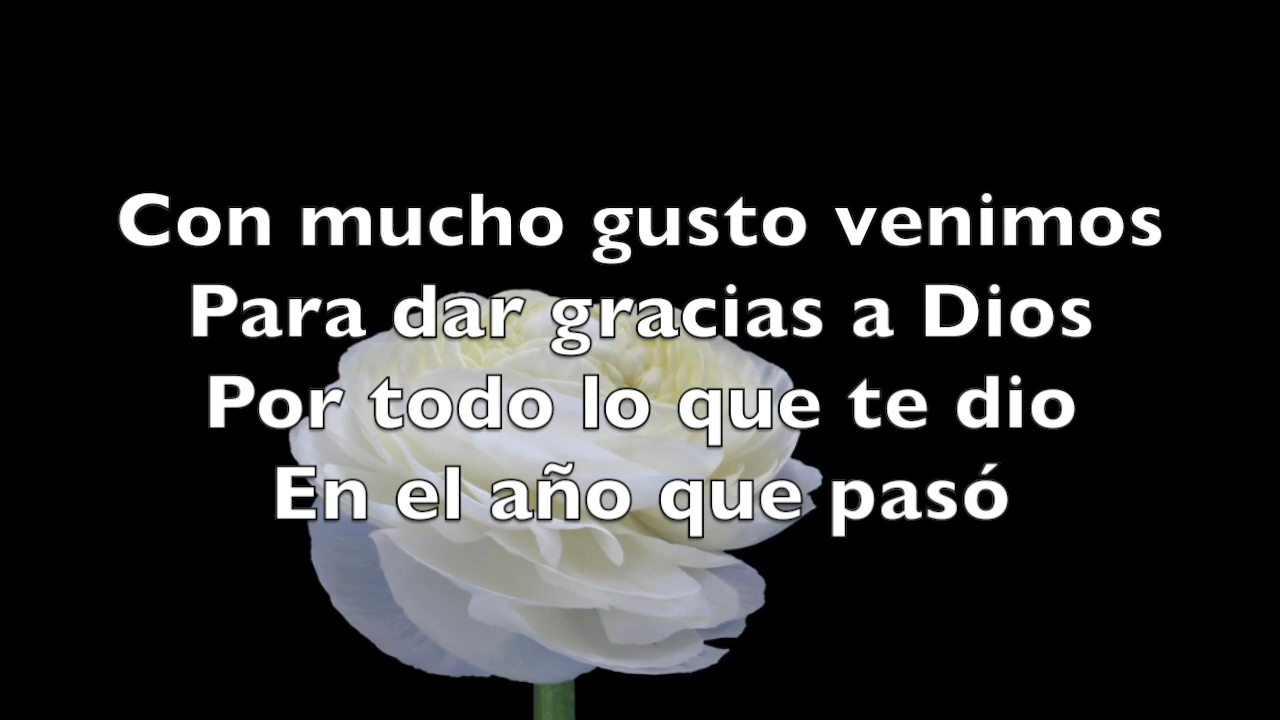 Con mucho gusto venimos
Para dar gracias a Dios
Por todo lo que te dio
En el año que pasó